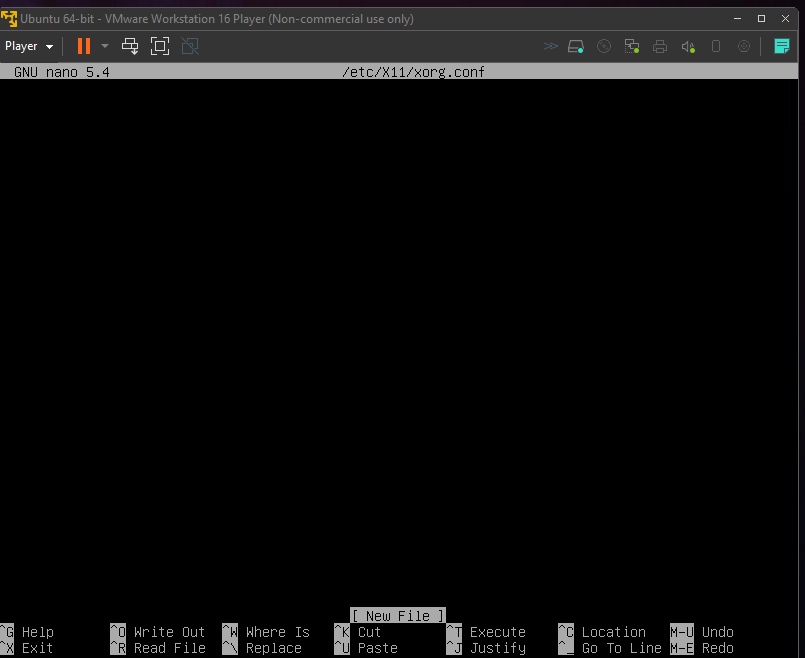 Ubuntu 64-bit - VMware Workstation 16 Player (Non-commercial use only)
Player
GNU nano 5.4 /etc/X11/xorg.conf
[ New File ]
^G Help ^O Write Out ^W Where Is ^K Cut ^T Execute ^C Location M-U Undo
^X Exit ^R Read File ^\ Replace ^U Paste ^J Justify ^_ Go To Line M-E Redo